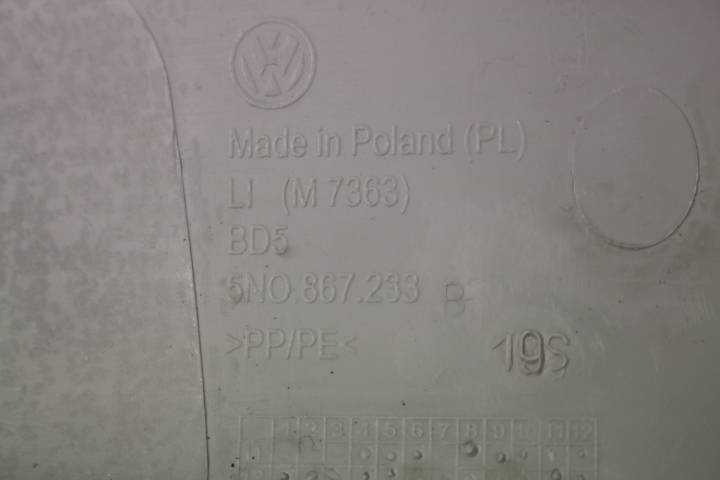 Made in Poland (PL)
LI (M 7363)
BD5
5N0.867.233 B
>PP/PE<
1 2 3 4 5 6 7 8 9 10 11 12